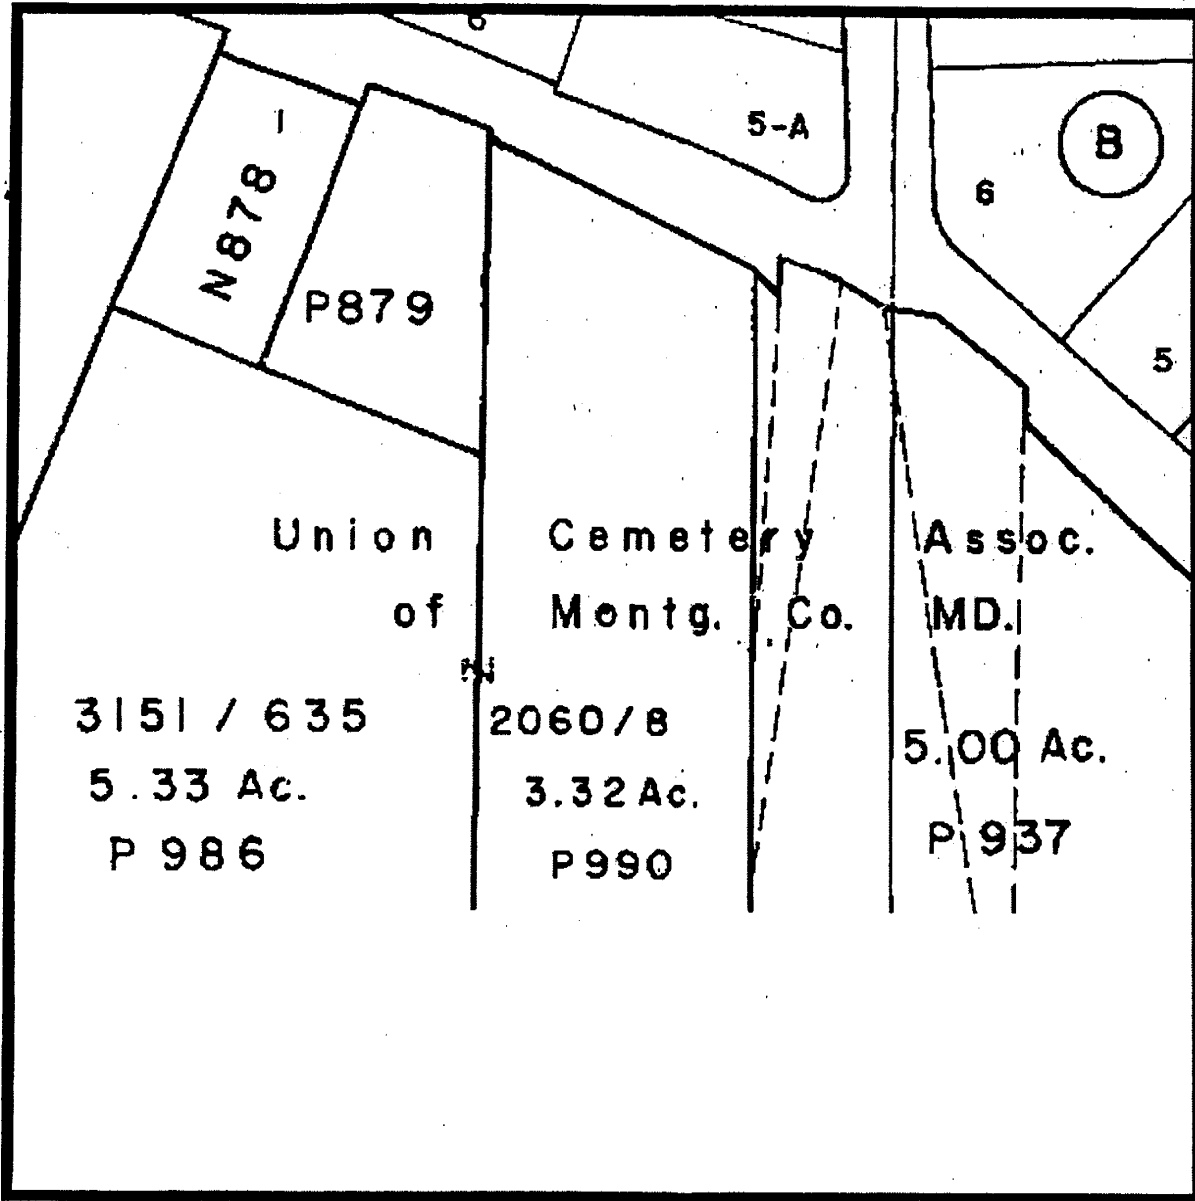 5-A
B
1
N878
6
P879
5
Union Cemetery Assoc.
of Montg. Co. MD.
3151 / 635
2060/8
5.00 Ac.
5.33 Ac.
3.32 Ac.
P 937
P 986
P990